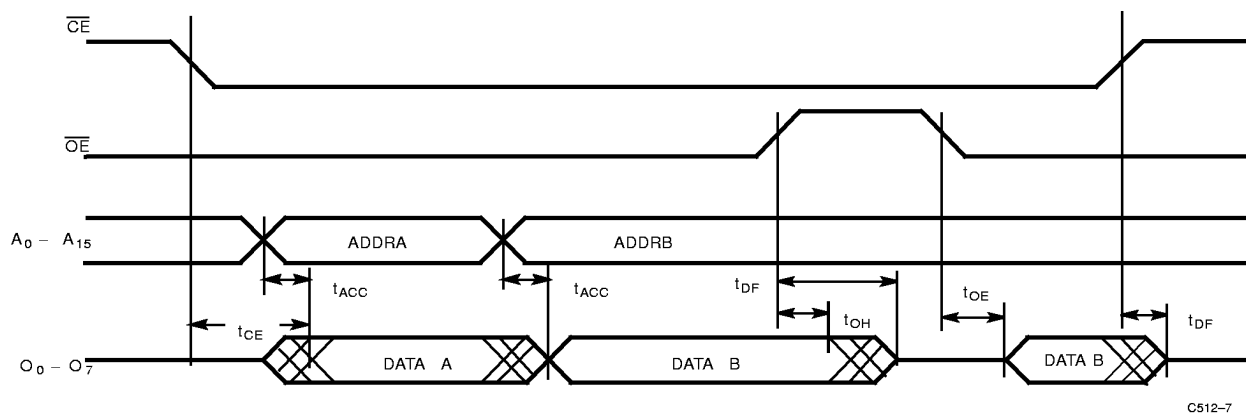 CE
OE
A0 – A15
ADDRA
ADDRB
tACC
tACC
tDF
tOE
tCE
tOH
tDF
O0 – O7
DATA A
DATA B
DATA B
C512–7